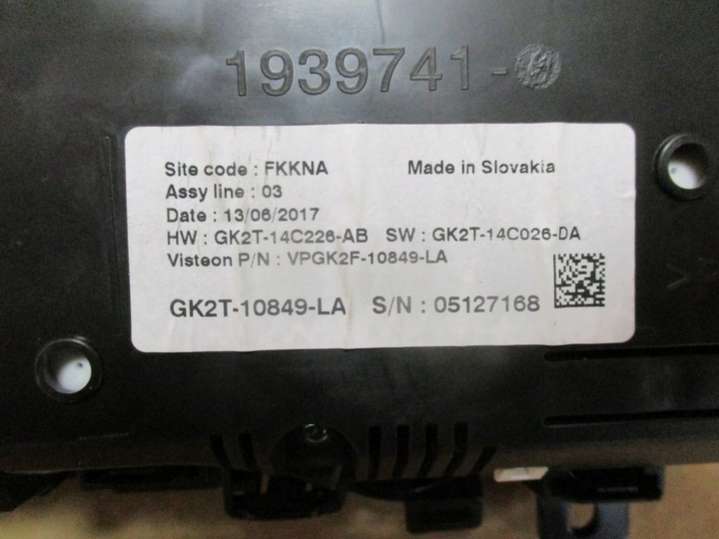 1939741-
Site code : FKKNA Made in Slovakia
Assy line : 03
Date : 13/06/2017
HW : GK2T-14C226-AB SW : GK2T-14C026-DA
Visteon P/N : VPGK2F-10849-LA
GK2T-10849-LA S/N : 05127168